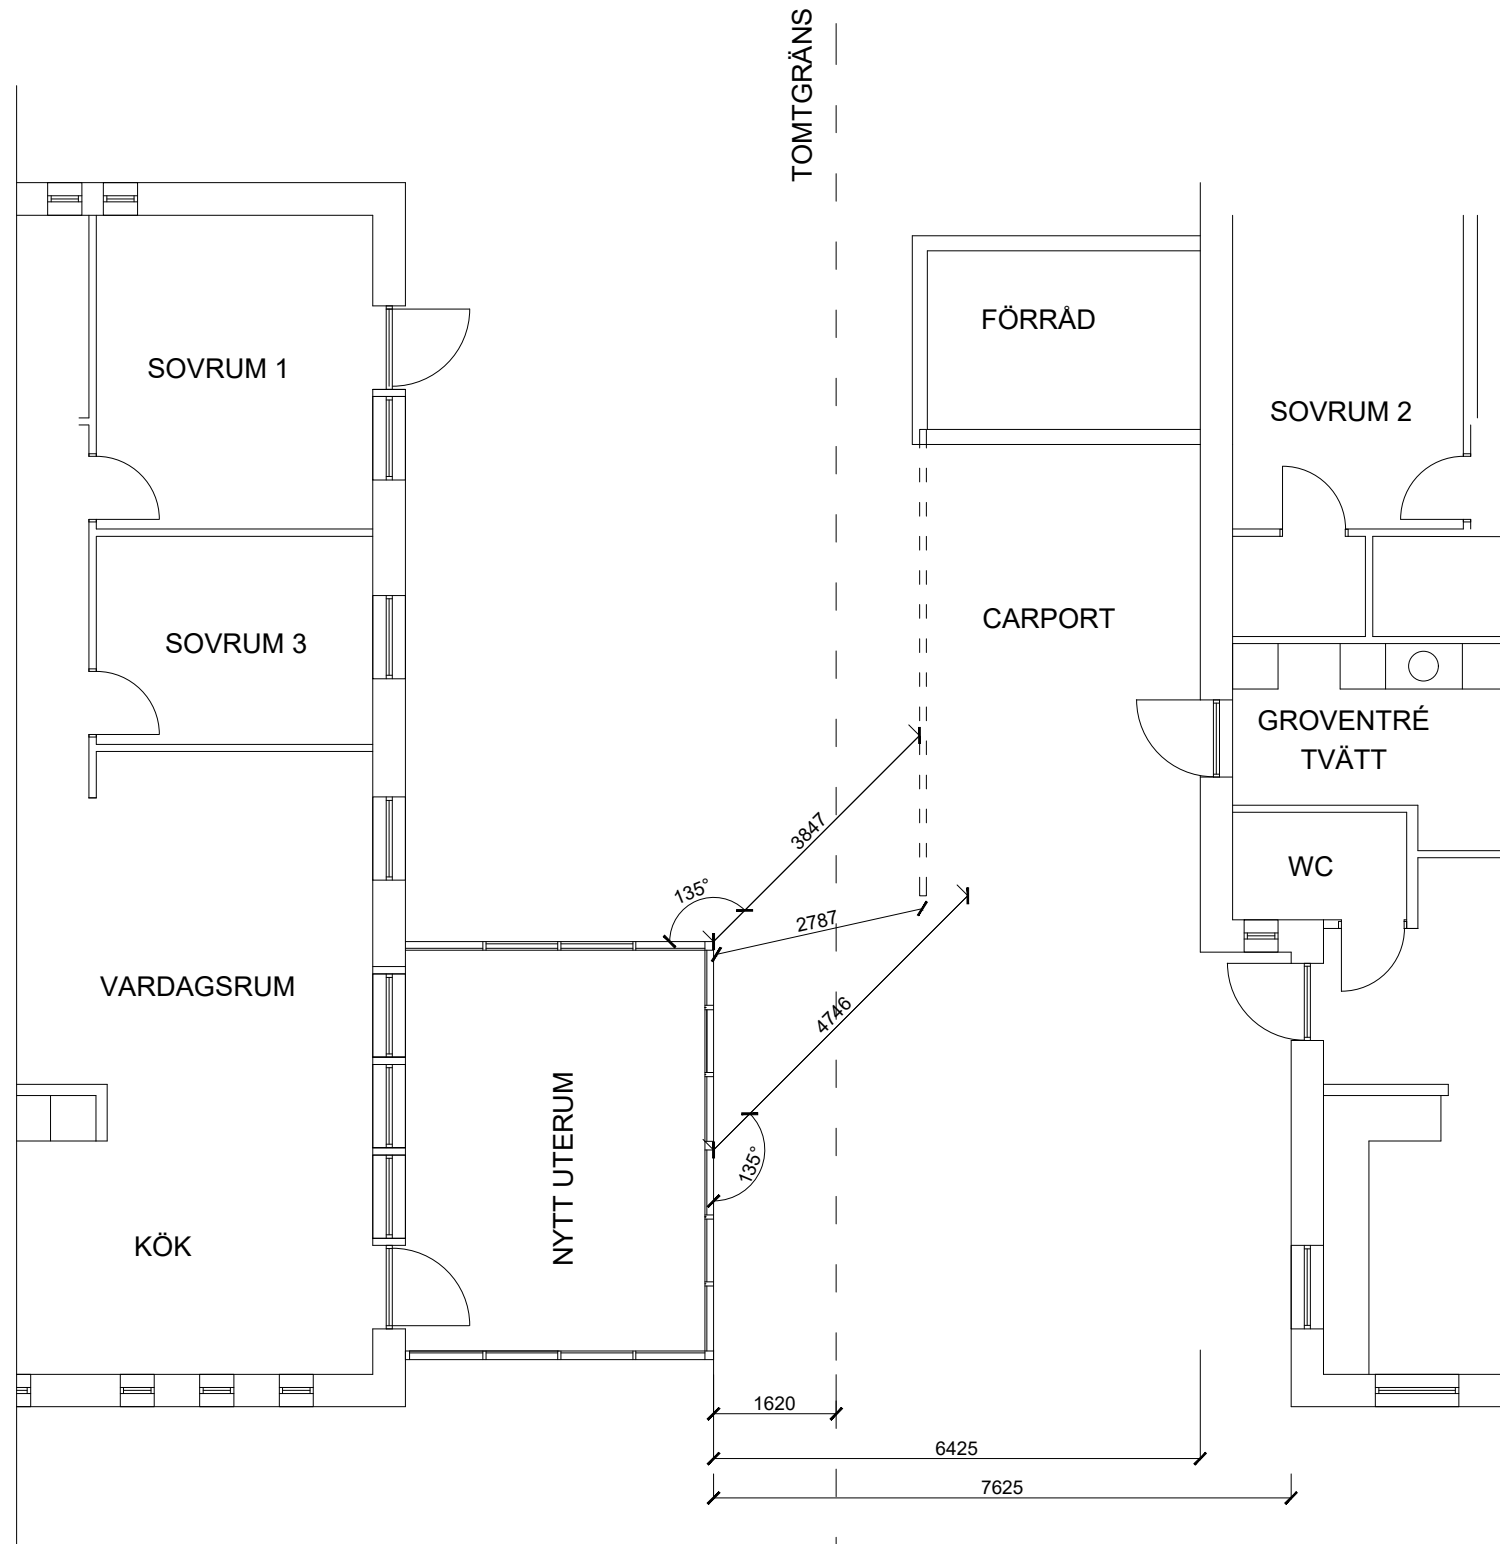 TOMTGRÄNS
FÖRRÅD
SOVRUM 1
SOVRUM 2
CARPORT
SOVRUM 3
GROVENTRÉ
TVÄTT
3847
WC
135°
2787
VARDAGSRUM
4746
NYTT UTERUM
135°
KÖK
1620
6425
7625